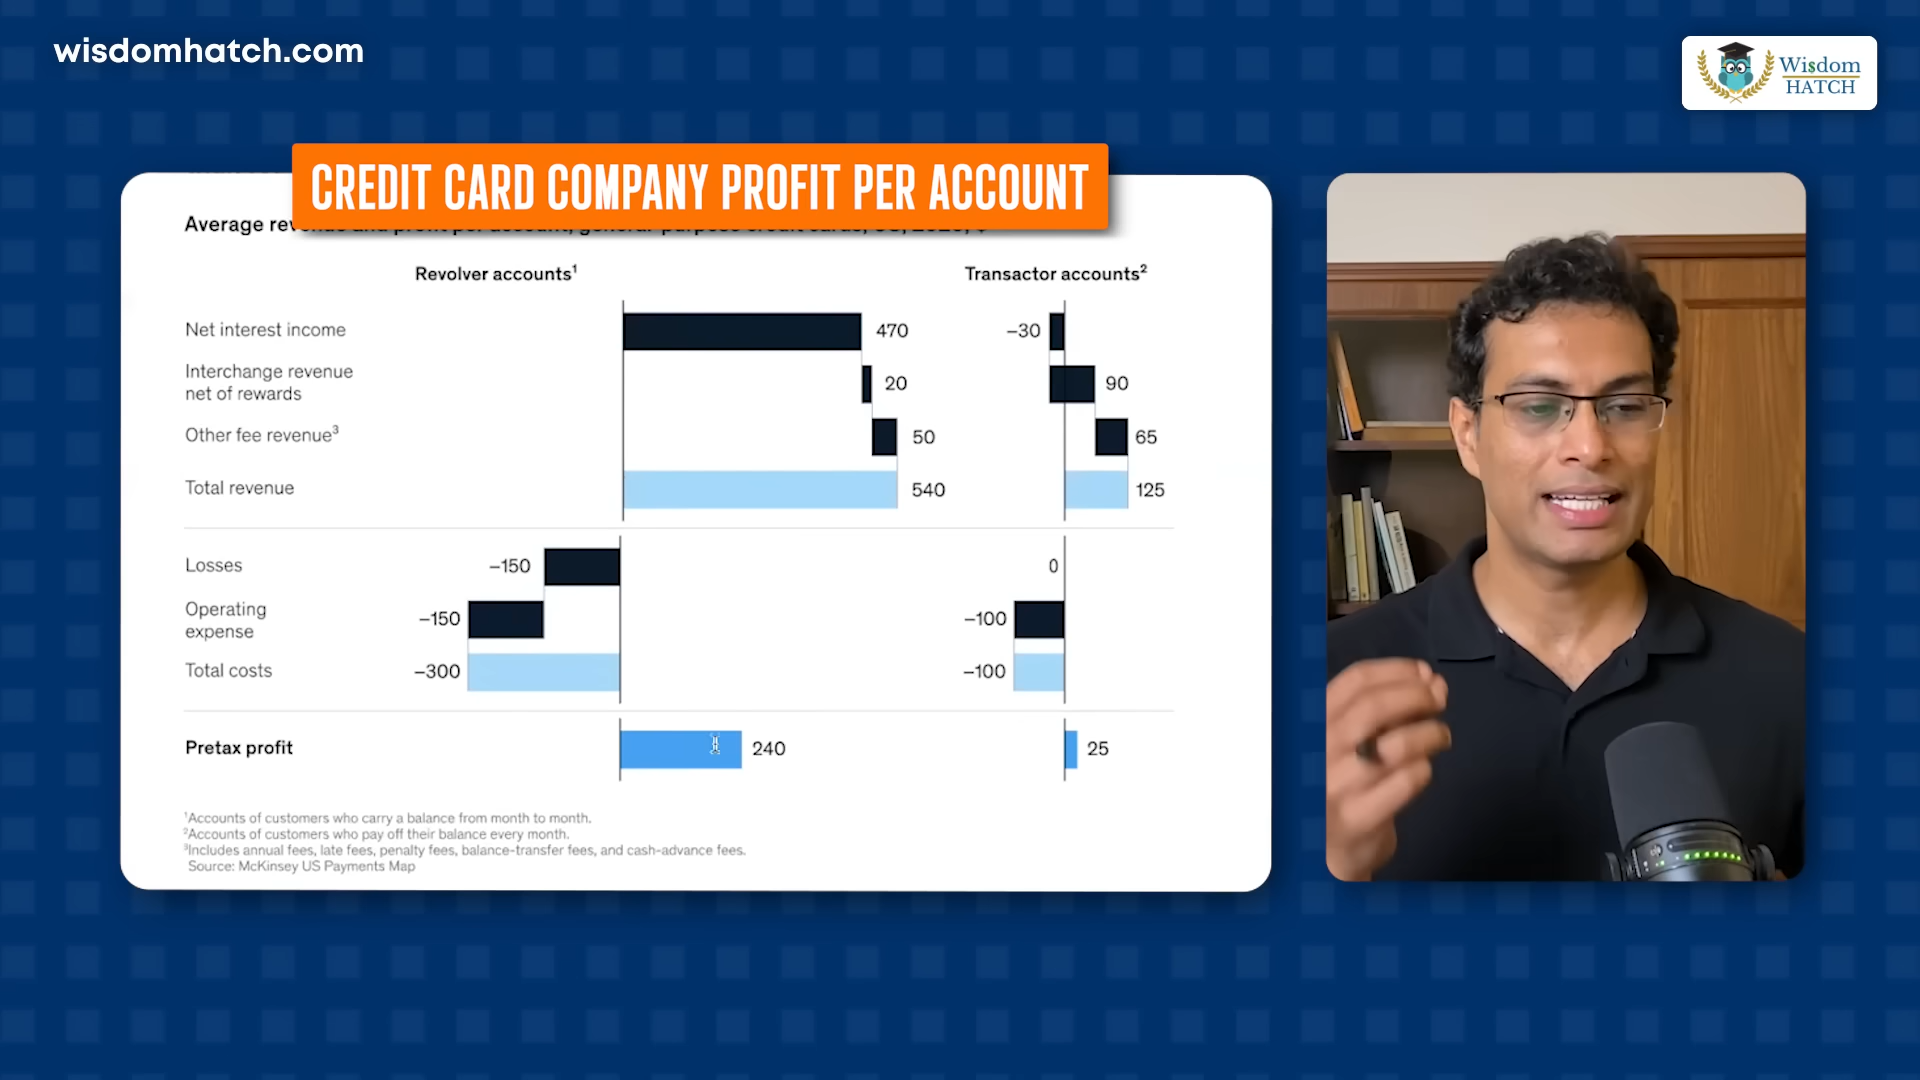 wisdomhatch.com
Wisdom
HATCH
CREDIT CARD COMPANY PROFIT PER ACCOUNT
Average
Revolver accounts¹
Transactor accounts²
Net interest income
470
–30
Interchange revenue
net of rewards
20
90
Other fee revenue³
50
65
Total revenue
540
125
Losses
–150
0
Operating
expense
–150
–100
Total costs
–300
–100
Pretax profit
240
25
¹Accounts of customers who carry a balance from month to month.
²Accounts of customers who pay off their balance every month.
³Includes annual fees, late fees, penalty fees, balance-transfer fees, and cash-advance fees.
Source: McKinsey US Payments Map